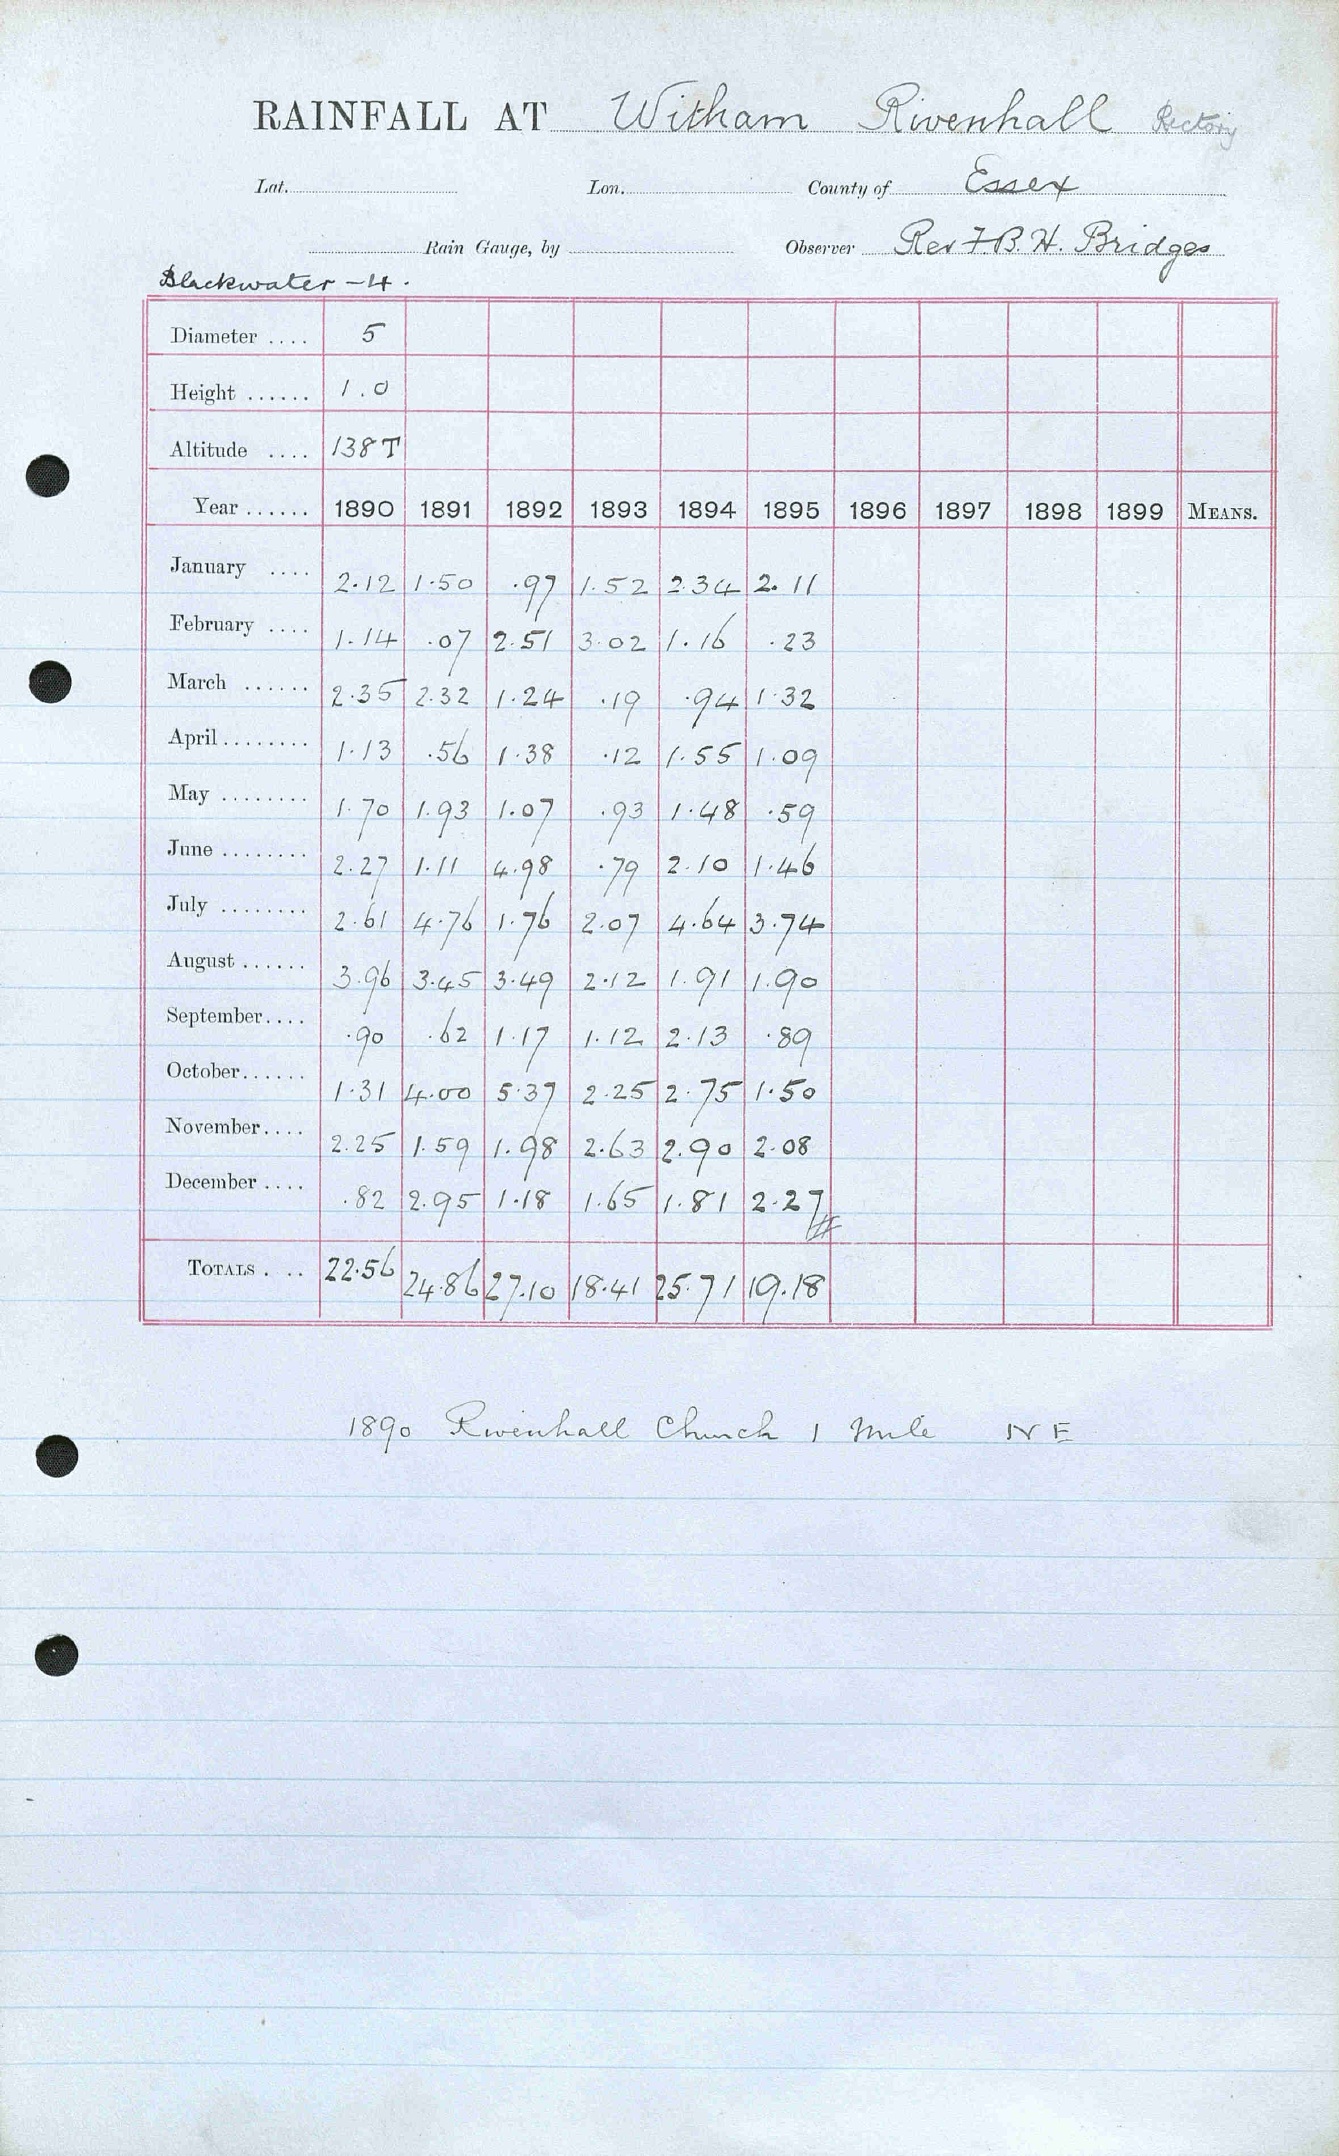 RAINFALL AT Witham Rivenhall Rectory
Lat. Lon. County of Essex
Rain Gauge, by Observer Rev F.B.H. Bridges
Blackwater - 4.
Diameter .... 5
Height ...... 1.0
Altitude .... 138 T
Year ...... 1890 1891 1892 1893 1894 1895 1896 1897 1898 1899 MEANS.
January .... 2.12 1.50 .97 1.52 2.34 2.11
February .... 1.14 .07 2.51 3.02 1.16 .23
March ...... 2.35 2.32 1.24 .19 .94 1.32
April ........ 1.13 .56 1.38 .12 1.55 1.09
May ........ 1.70 1.93 1.07 .93 1.48 .59
June ........ 2.27 1.11 4.98 .79 2.10 1.46
July ........ 2.61 4.76 1.76 2.07 4.64 3.74
August ...... 3.96 3.45 3.49 2.12 1.91 1.90
September.... .90 .62 1.17 1.12 2.13 .89
October...... 1.31 4.00 5.37 2.25 2.75 1.50
November.... 2.25 1.59 1.98 2.63 2.90 2.08
December .... .82 2.95 1.18 1.65 1.81 2.27
TOTALS . .. 22.56 24.86 27.10 18.41 25.71 19.18
1890 Rivenhall Church 1 Mile NE